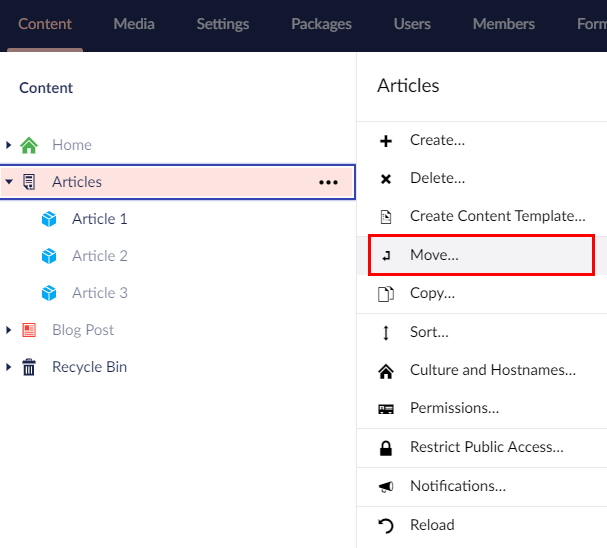 Content Media Settings Packages Users Members Form
Content
Home
Articles
Article 1
Article 2
Article 3
Blog Post
Recycle Bin
Articles
Create...
Delete...
Create Content Template...
Move...
Copy...
Sort...
Culture and Hostnames...
Permissions...
Restrict Public Access...
Notifications...
Reload